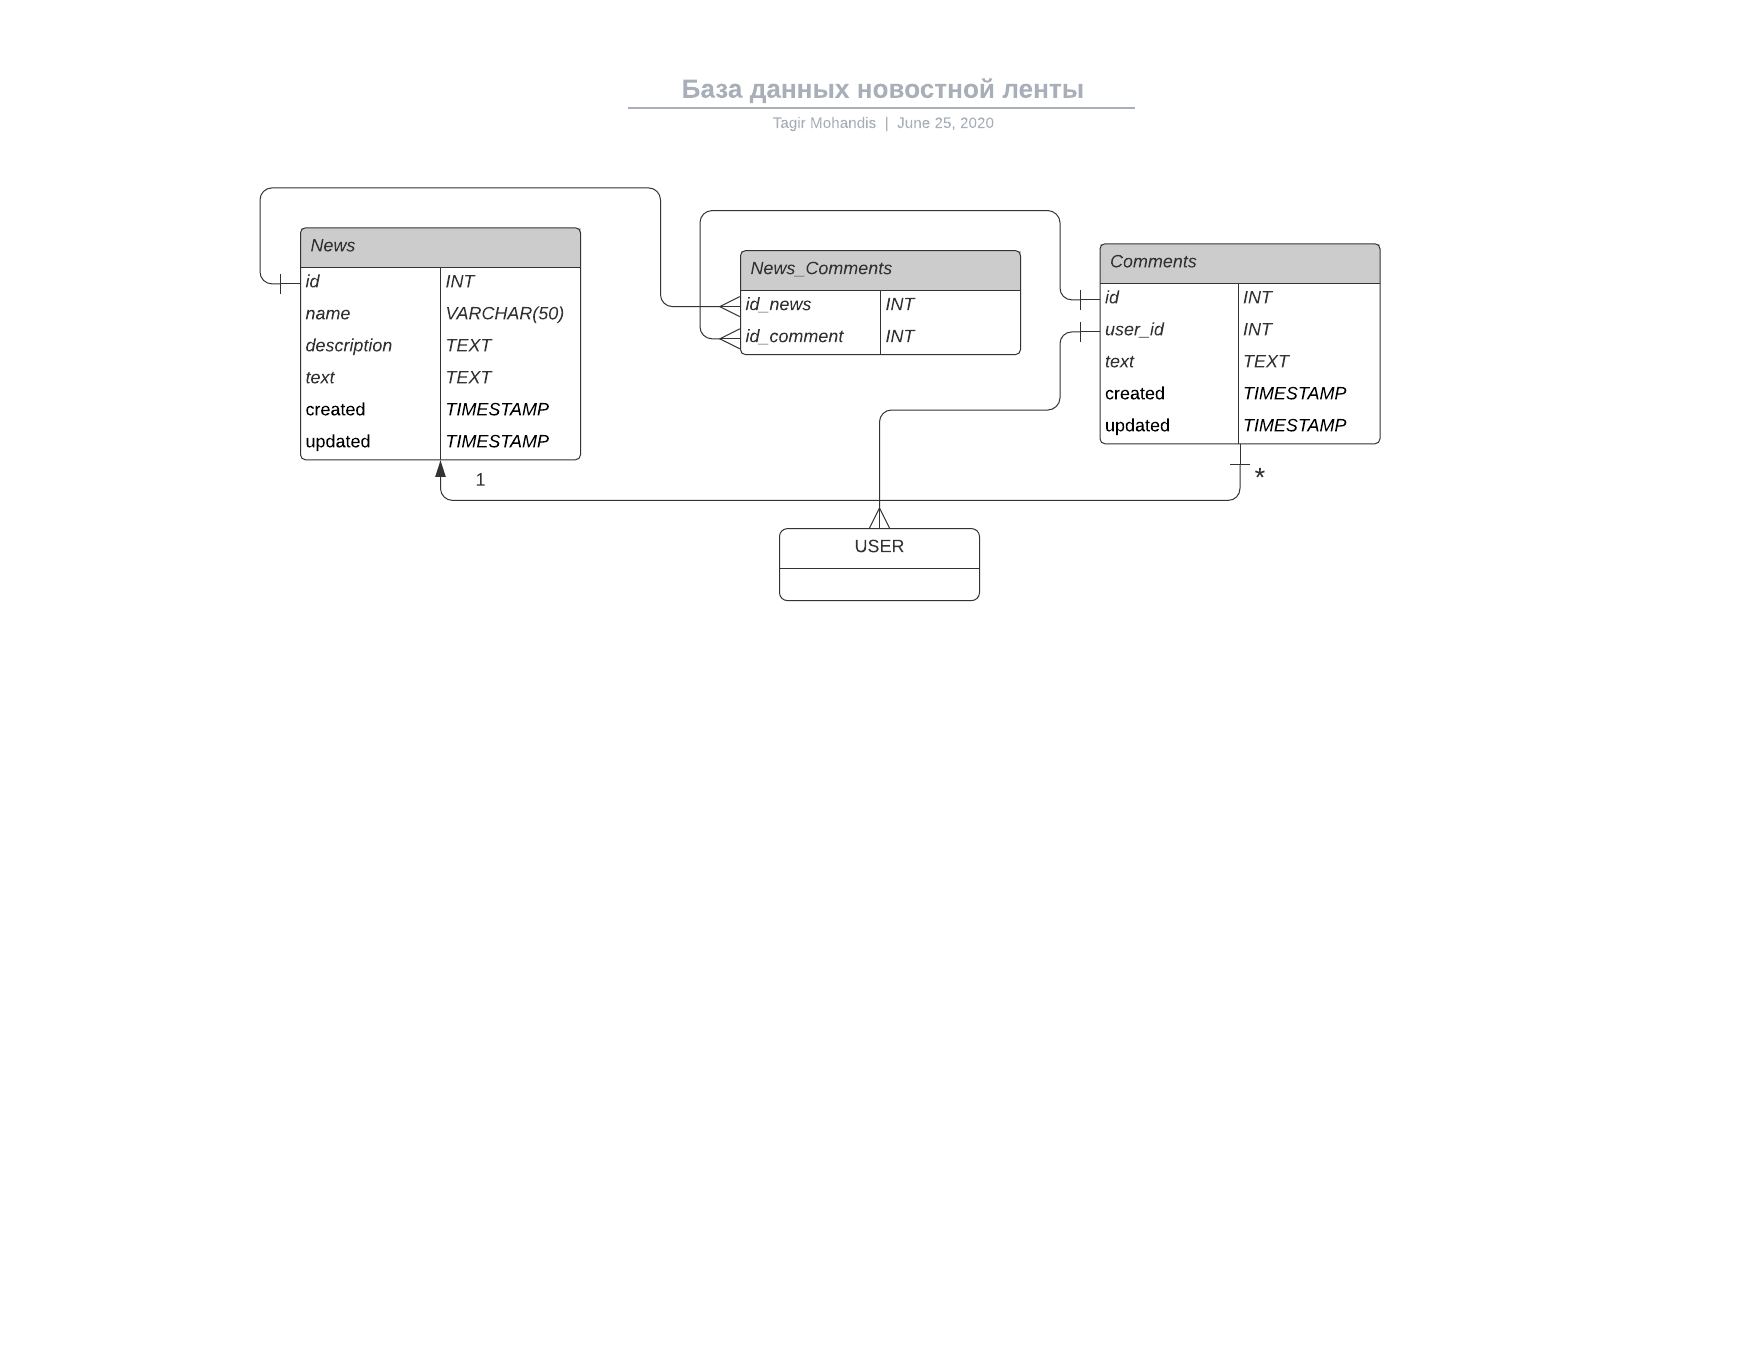 База данных новостной ленты
Tagir Mohandis | June 25, 2020
News
id INT
name VARCHAR(50)
description TEXT
text TEXT
created TIMESTAMP
updated TIMESTAMP
1
News_Comments
id_news INT
id_comment INT
Comments
id INT
user_id INT
text TEXT
created TIMESTAMP
updated TIMESTAMP
*
USER